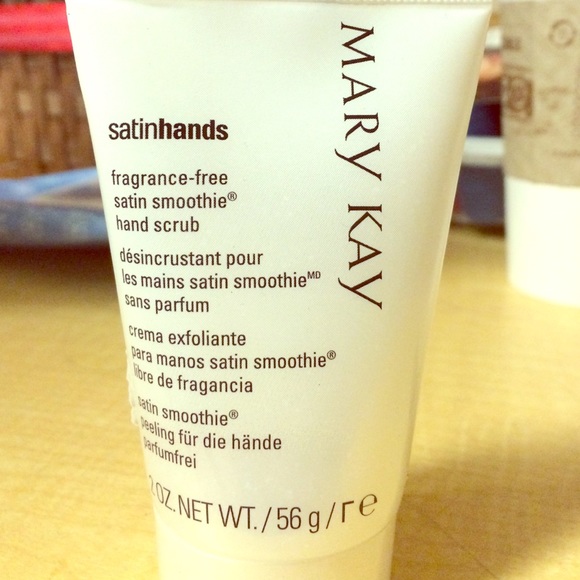 MARY KAY
satinhands
fragrance-free
satin smoothie®
hand scrub
désincrustant pour
les mains satin smoothieᴹᴰ
sans parfum
crema exfoliante
para manos satin smoothie®
libre de fragancia
satin smoothie®
peeling für die hände
parfumfrei
2 OZ. NET WT. / 56 g / г e